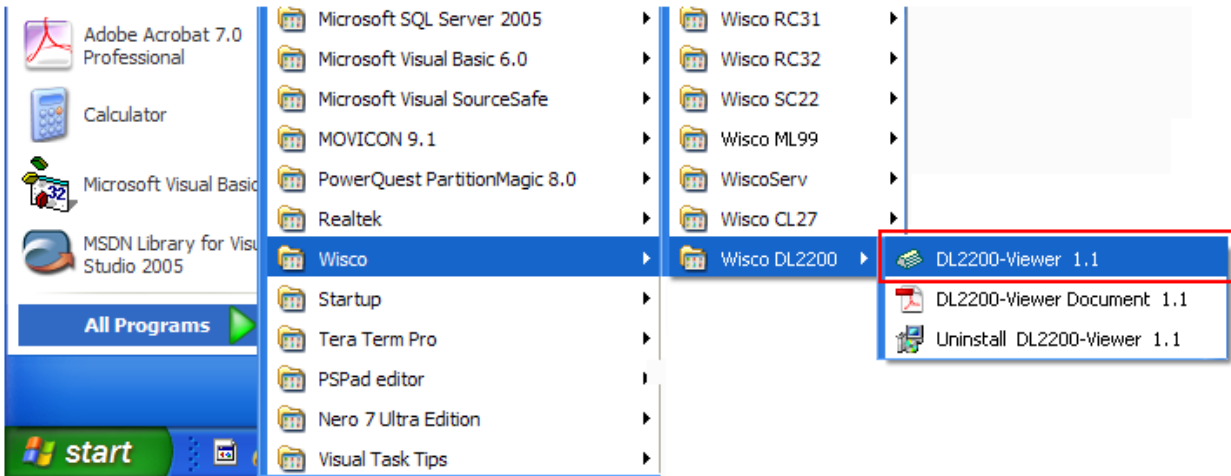 Adobe Acrobat 7.0
Professional
Calculator
Microsoft Visual Basic
MSDN Library for Visu
Studio 2005
All Programs
start
Microsoft SQL Server 2005
Microsoft Visual Basic 6.0
Microsoft Visual SourceSafe
MOVICON 9.1
PowerQuest PartitionMagic 8.0
Realtek
Wisco
Startup
Tera Term Pro
PSPad editor
Nero 7 Ultra Edition
Visual Task Tips
Wisco RC31
Wisco RC32
Wisco SC22
Wisco ML99
WiscoServ
Wisco CL27
Wisco DL2200
DL2200-Viewer 1.1
DL2200-Viewer Document 1.1
Uninstall DL2200-Viewer 1.1